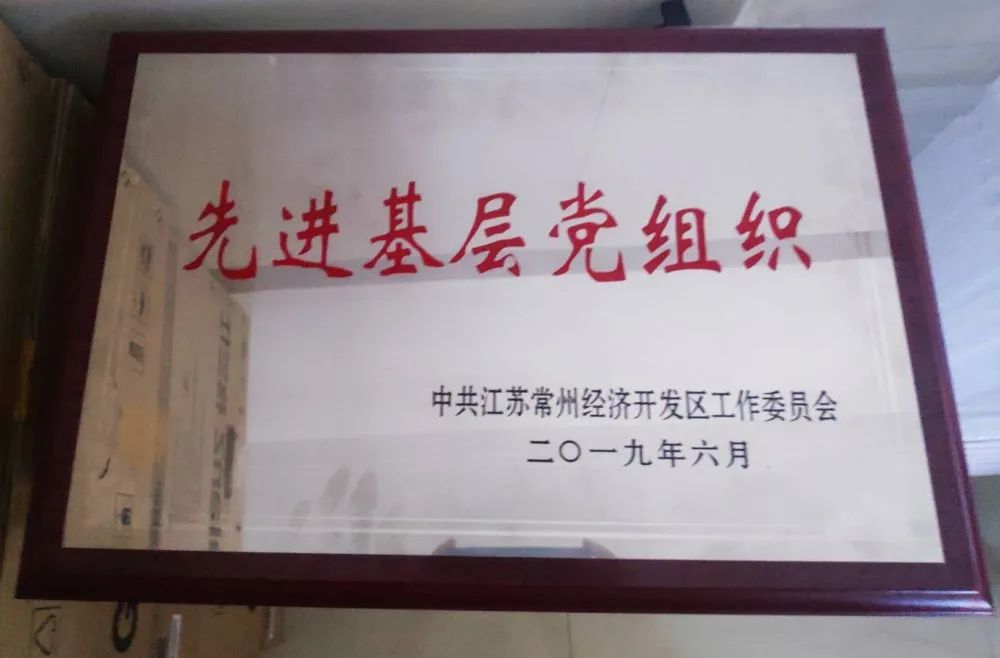 先进基层党组织
中共江苏常州经济开发区工作委员会
二〇一九年六月